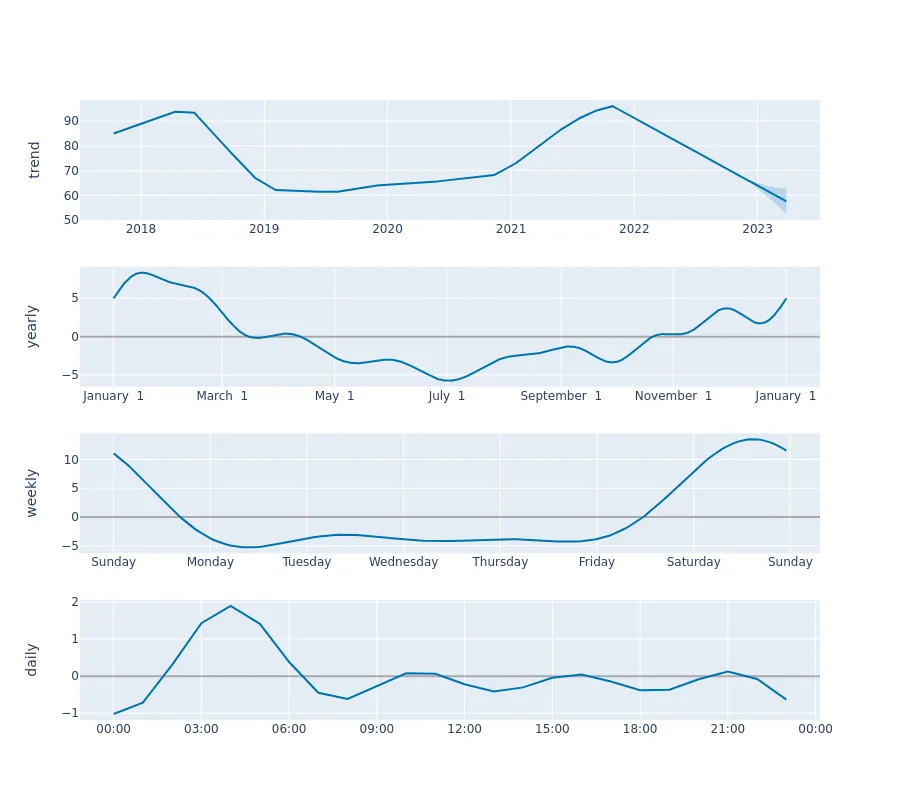 trend
90
80
70
60
50
2018 2019 2020 2021 2022 2023
yearly
5
0
−5
January 1 March 1 May 1 July 1 September 1 November 1 January 1
weekly
10
5
0
−5
Sunday Monday Tuesday Wednesday Thursday Friday Saturday Sunday
daily
2
1
0
−1
00:00 03:00 06:00 09:00 12:00 15:00 18:00 21:00 00:00